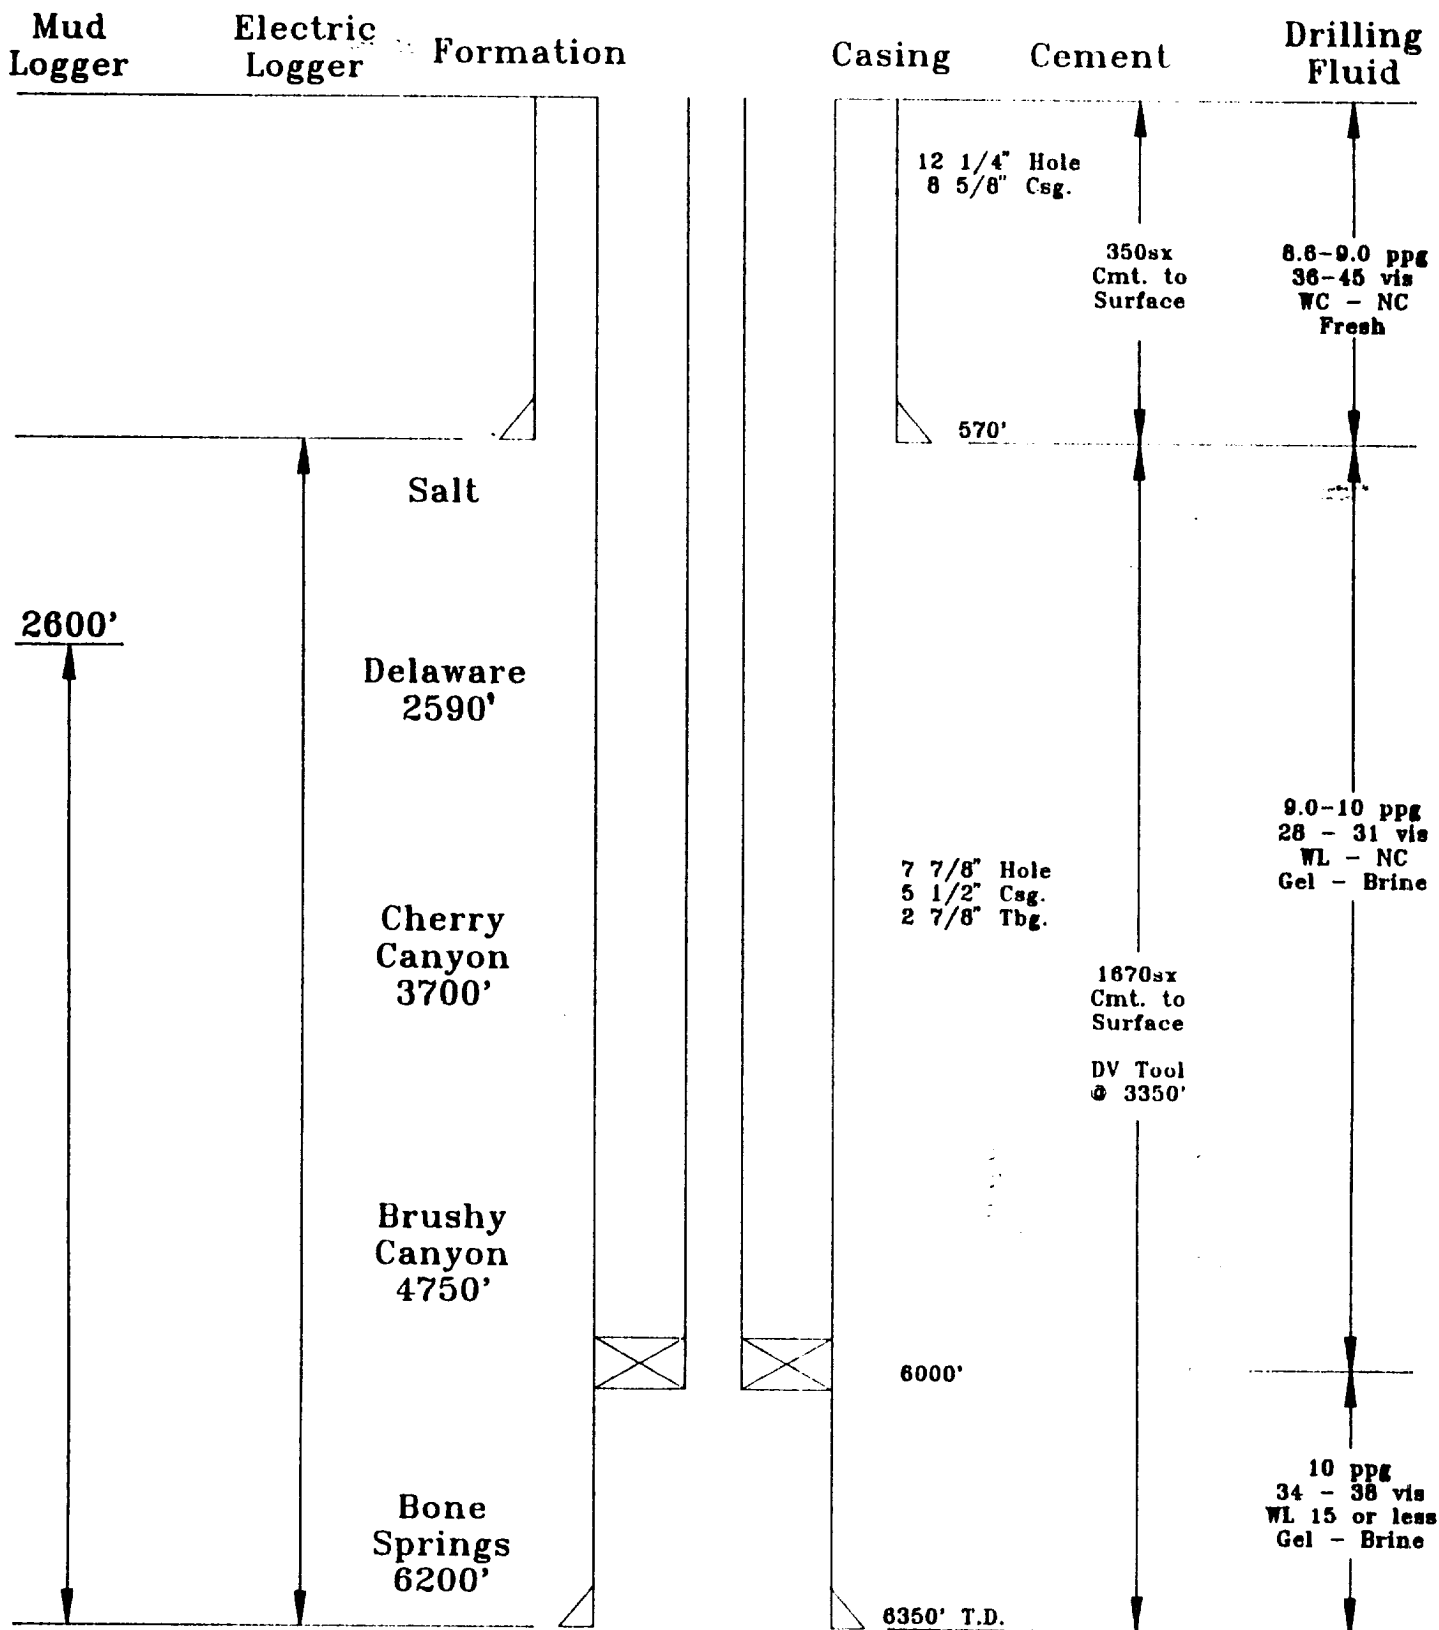 Mud
Logger
Electric
Logger
Formation
Casing
Cement
Drilling
Fluid
12 1/4" Hole
8 5/8" Csg.
350sx
Cmt. to
Surface
8.6-9.0 ppg
36-45 vis
WC - NC
Fresh
570'
Salt
2600'
Delaware
2590'
9.0-10 ppg
28 - 31 vis
WL - NC
Gel - Brine
7 7/8" Hole
5 1/2" Csg.
2 7/8" Tbg.
Cherry
Canyon
3700'
1670sx
Cmt. to
Surface
DV Tool
@ 3350'
Brushy
Canyon
4750'
6000'
10 ppg
34 - 38 vis
WL 15 or less
Gel - Brine
Bone
Springs
6200'
6350' T.D.